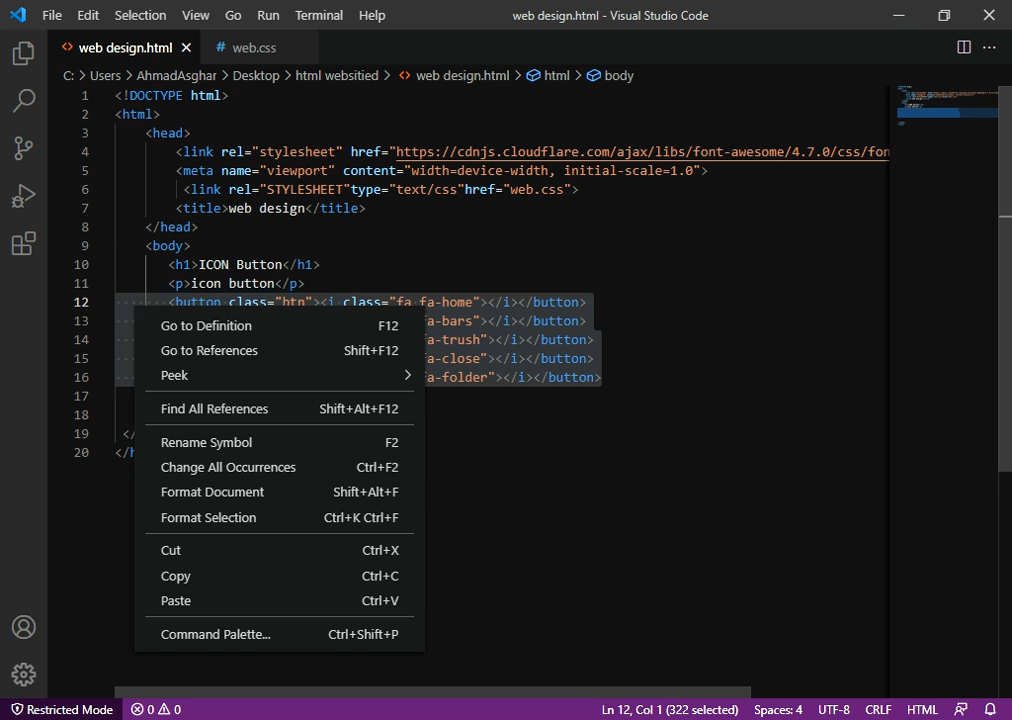 File Edit Selection View Go Run Terminal Help web design.html - Visual Studio Code
<> web design.html × # web.css
C: > Users > AhmadAsghar > Desktop > html websitied > <> web design.html > html > body
1 <!DOCTYPE html>
2 <html>
3 <head>
4 <link rel="stylesheet" href="https://cdnjs.cloudflare.com/ajax/libs/font-awesome/4.7.0/css/fon
5 <meta name="viewport" content="width=device-width, initial-scale=1.0">
6 <link rel="STYLESHEET"type="text/css"href="web.css">
7 <title>web design</title>
8 </head>
9 <body>
10 <h1>ICON Button</h1>
11 <p>icon button</p>
12 <button class="btn"><i class="fa fa-home"></i></button>
13 fa-bars"></i></button>
14 fa-trush"></i></button>
15 fa-close"></i></button>
16 fa-folder"></i></button>
17
18
19 </
20 </h
Go to Definition F12
Go to References Shift+F12
Peek >
Find All References Shift+Alt+F12
Rename Symbol F2
Change All Occurrences Ctrl+F2
Format Document Shift+Alt+F
Format Selection Ctrl+K Ctrl+F
Cut Ctrl+X
Copy Ctrl+C
Paste Ctrl+V
Command Palette... Ctrl+Shift+P
Restricted Mode 0 0 Ln 12, Col 1 (322 selected) Spaces: 4 UTF-8 CRLF HTML